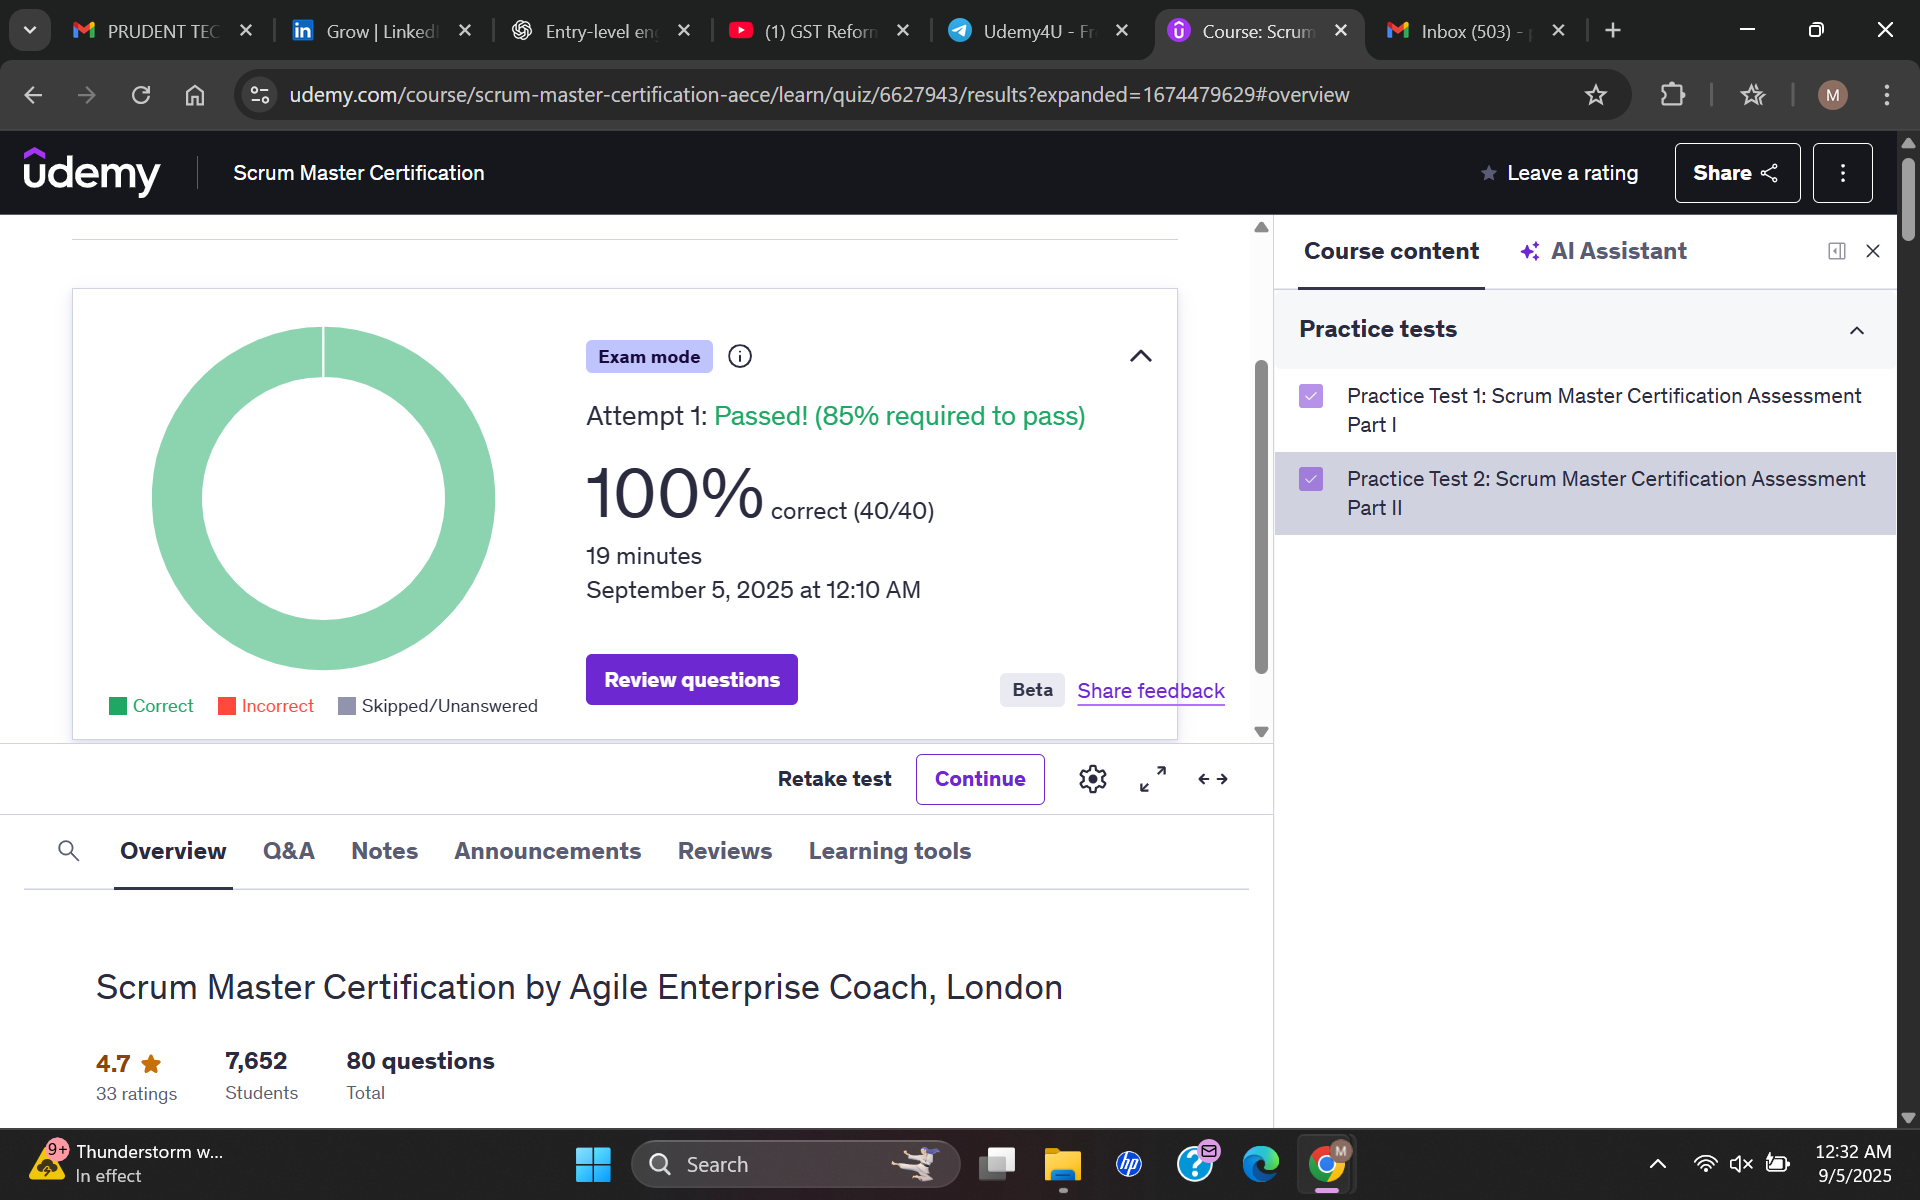 PRUDENT TEC
Grow | LinkedI
Entry-level en
(1) GST Reforn
Udemy4U - Fr
Course: Scrum
Inbox (503) - p
udemy.com/course/scrum-master-certification-aece/learn/quiz/6627943/results?expanded=1674479629#overview
M
udemy
Scrum Master Certification
Leave a rating
Share
Exam mode
Attempt 1: Passed! (85% required to pass)
100% correct (40/40)
19 minutes
September 5, 2025 at 12:10 AM
Review questions
Beta
Share feedback
Correct
Incorrect
Skipped/Unanswered
Course content
AI Assistant
Practice tests
Practice Test 1: Scrum Master Certification Assessment
Part I
Practice Test 2: Scrum Master Certification Assessment
Part II
Retake test
Continue
Overview
Q&A
Notes
Announcements
Reviews
Learning tools
Scrum Master Certification by Agile Enterprise Coach, London
4.7
33 ratings
7,652
Students
80 questions
Total
9+
Thunderstorm w...
In effect
Search
hp
M
12:32 AM
9/5/2025